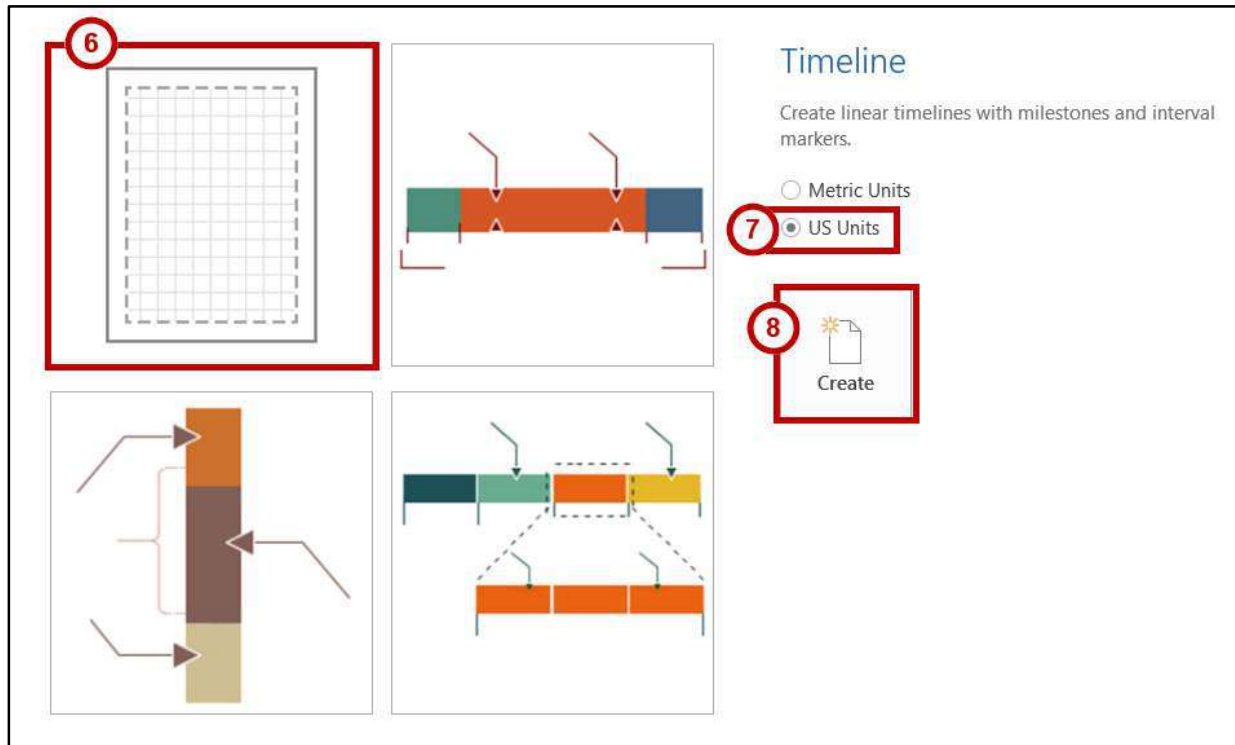 6
Timeline
Create linear timelines with milestones and interval
markers.
Metric Units
7
US Units
8
Create